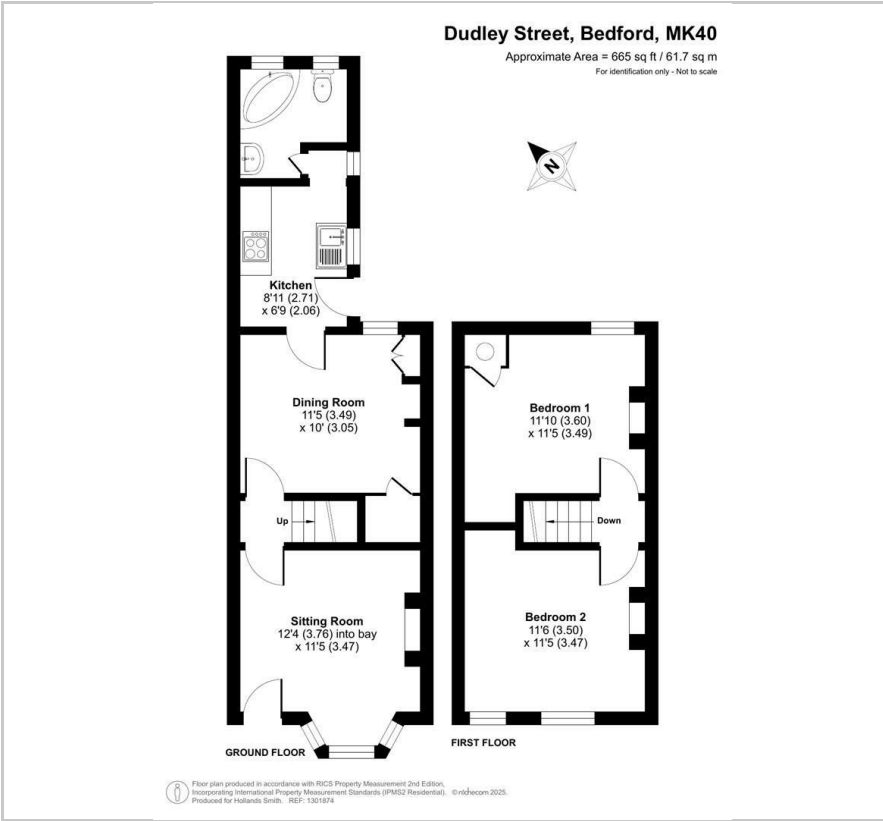 Dudley Street, Bedford, MK40
Approximate Area = 665 sq ft / 61.7 sq m
For identification only - Not to scale
N
Kitchen
8'11 (2.71)
x 6'9 (2.06)
Dining Room
11'5 (3.49)
x 10' (3.05)
Bedroom 1
11'10 (3.60)
x 11'5 (3.49)
Up
Down
Sitting Room
12'4 (3.76) into bay
x 11'5 (3.47)
Bedroom 2
11'6 (3.50)
x 11'5 (3.47)
GROUND FLOOR
FIRST FLOOR
Floor plan produced in accordance with RICS Property Measurement 2nd Edition,
Incorporating International Property Measurement Standards (IPMS2 Residential). © nichecom 2025.
Produced for Hollands Smith. REF: 1301874